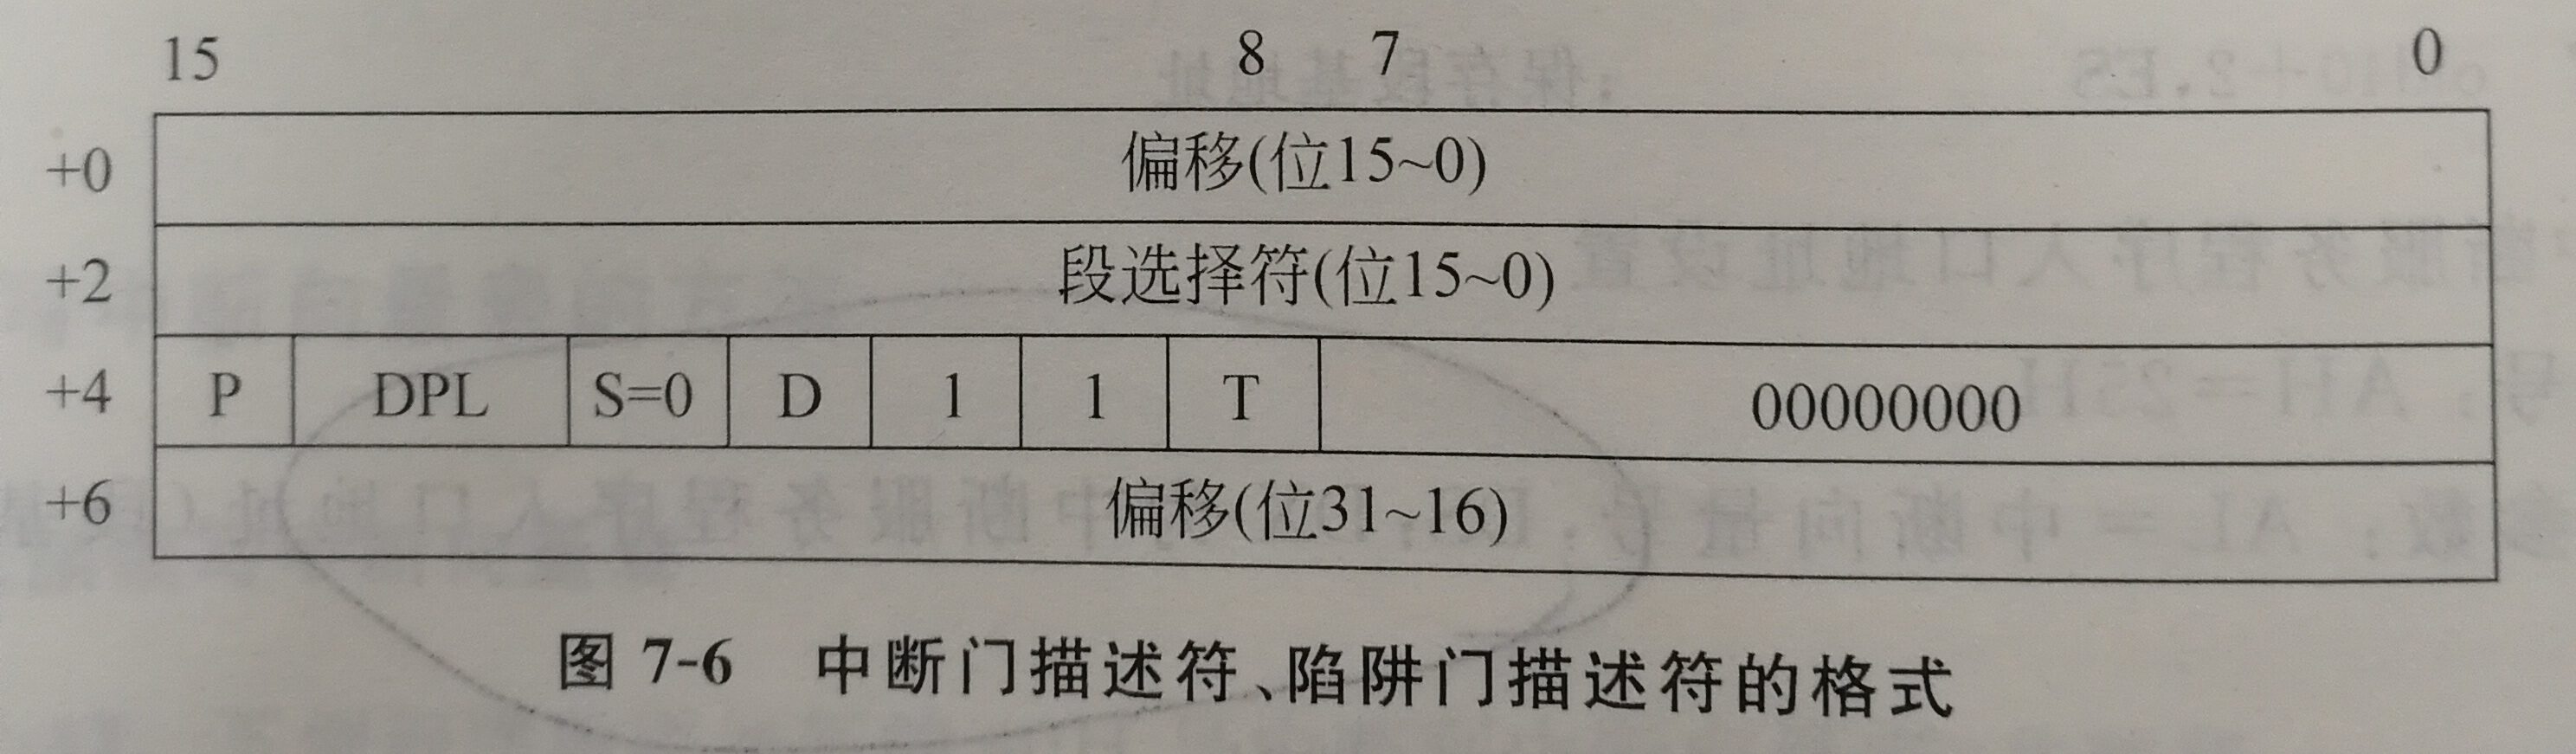 15 8 7 0
+0 偏移(位15~0)
+2 段选择符(位15~0)
+4 P DPL S=0 D 1 1 T 00000000
+6 偏移(位31~16)
图 7-6 中断门描述符、陷阱门描述符的格式